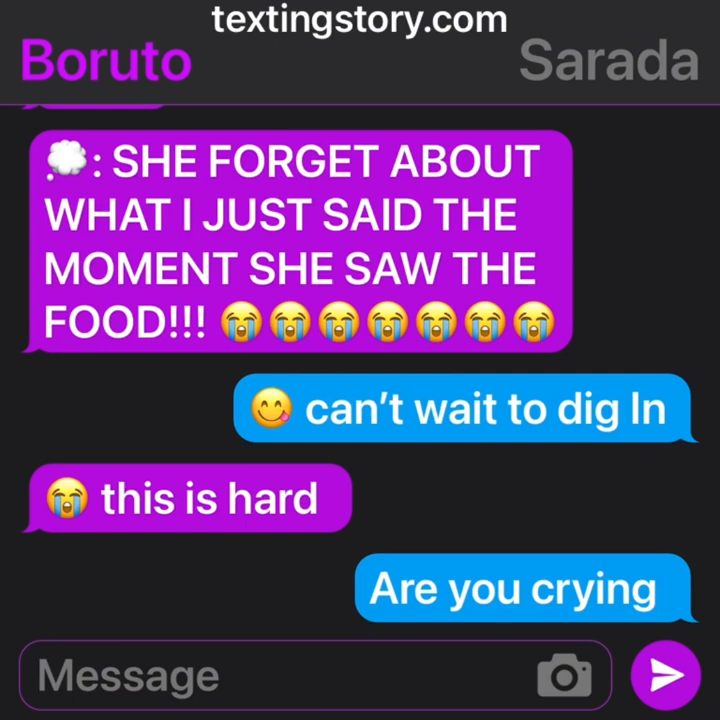 textingstory.com
Boruto Sarada
💭: SHE FORGET ABOUT
WHAT I JUST SAID THE
MOMENT SHE SAW THE
FOOD!!! 😭😭😭😭😭😭😭
😋 can't wait to dig In
😭 this is hard
Are you crying
Message